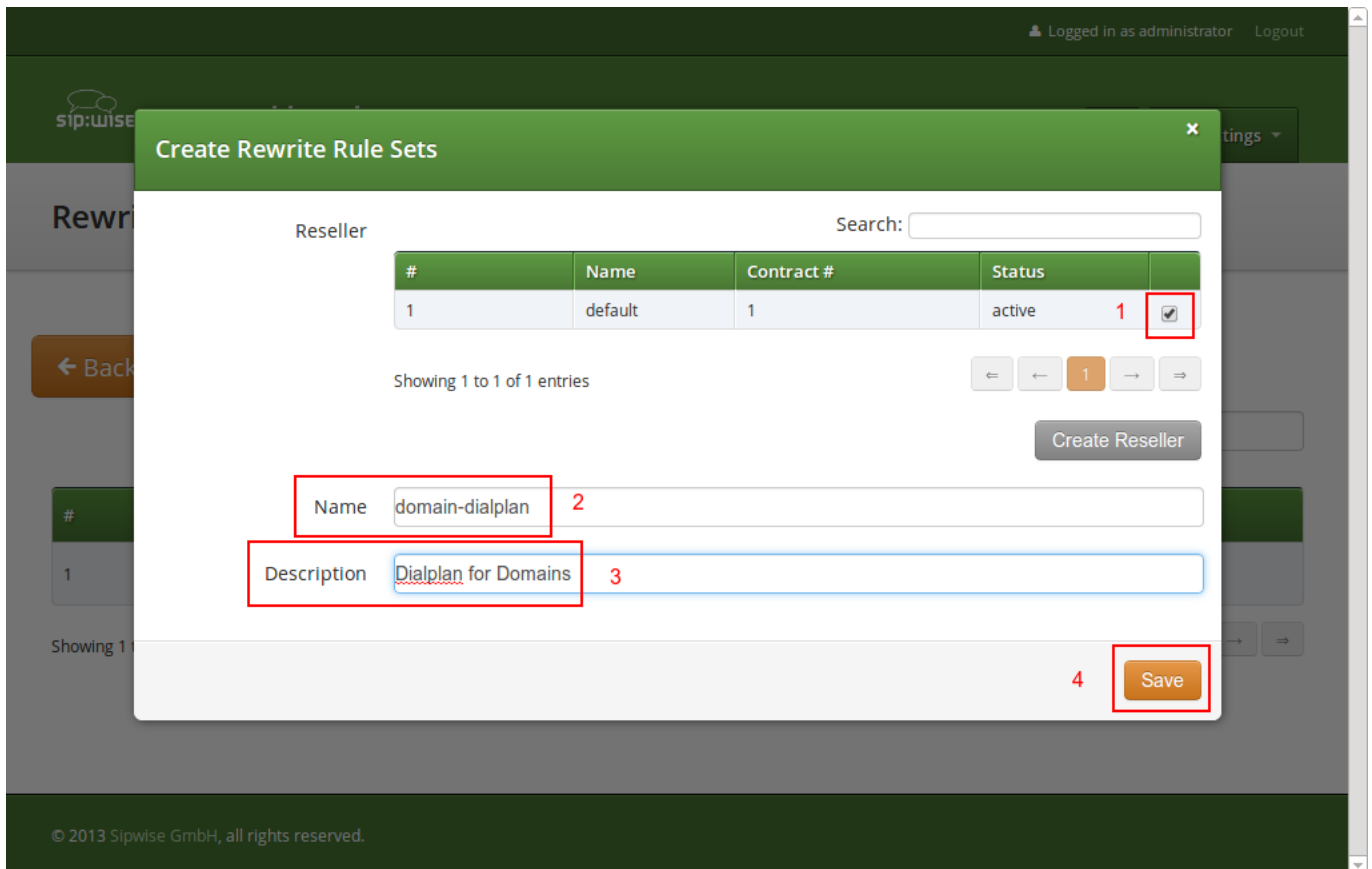 Logged in as administrator Logout
sip:wise
tings
Create Rewrite Rule Sets ×
Rewri
Reseller
Search:
# Name Contract # Status
1 default 1 active 1
← Back
Showing 1 to 1 of 1 entries
⇐ ← 1 → ⇒
Create Reseller
Name domain-dialplan 2
#
Description Dialplan for Domains 3
1
Showing 1 t
→ ⇒
4 Save
© 2013 Sipwise GmbH, all rights reserved.